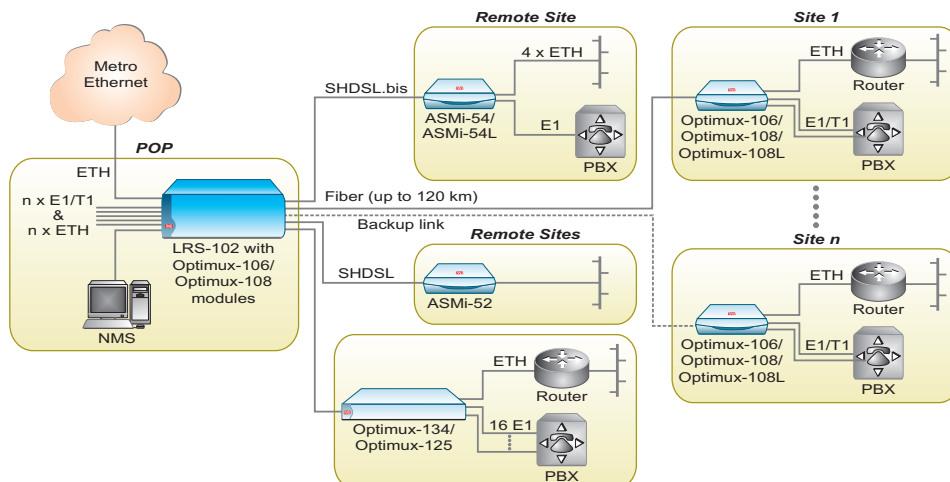 Metro
Ethernet
POP
ETH
n x E1/T1
&
n x ETH
LRS-102 with
Optimux-106/
Optimux-108
modules
NMS
Remote Site
SHDSL.bis
4 x ETH
ASMi-54/
ASMi-54L
E1
PBX
Fiber (up to 120 km)
Backup link
Remote Sites
SHDSL
ASMi-52
ETH
Router
Optimux-134/
Optimux-125
16 E1
PBX
Site 1
ETH
Router
Optimux-106/
Optimux-108/
Optimux-108L
E1/T1
PBX
Site n
ETH
Router
Optimux-106/
Optimux-108/
Optimux-108L
E1/T1
PBX